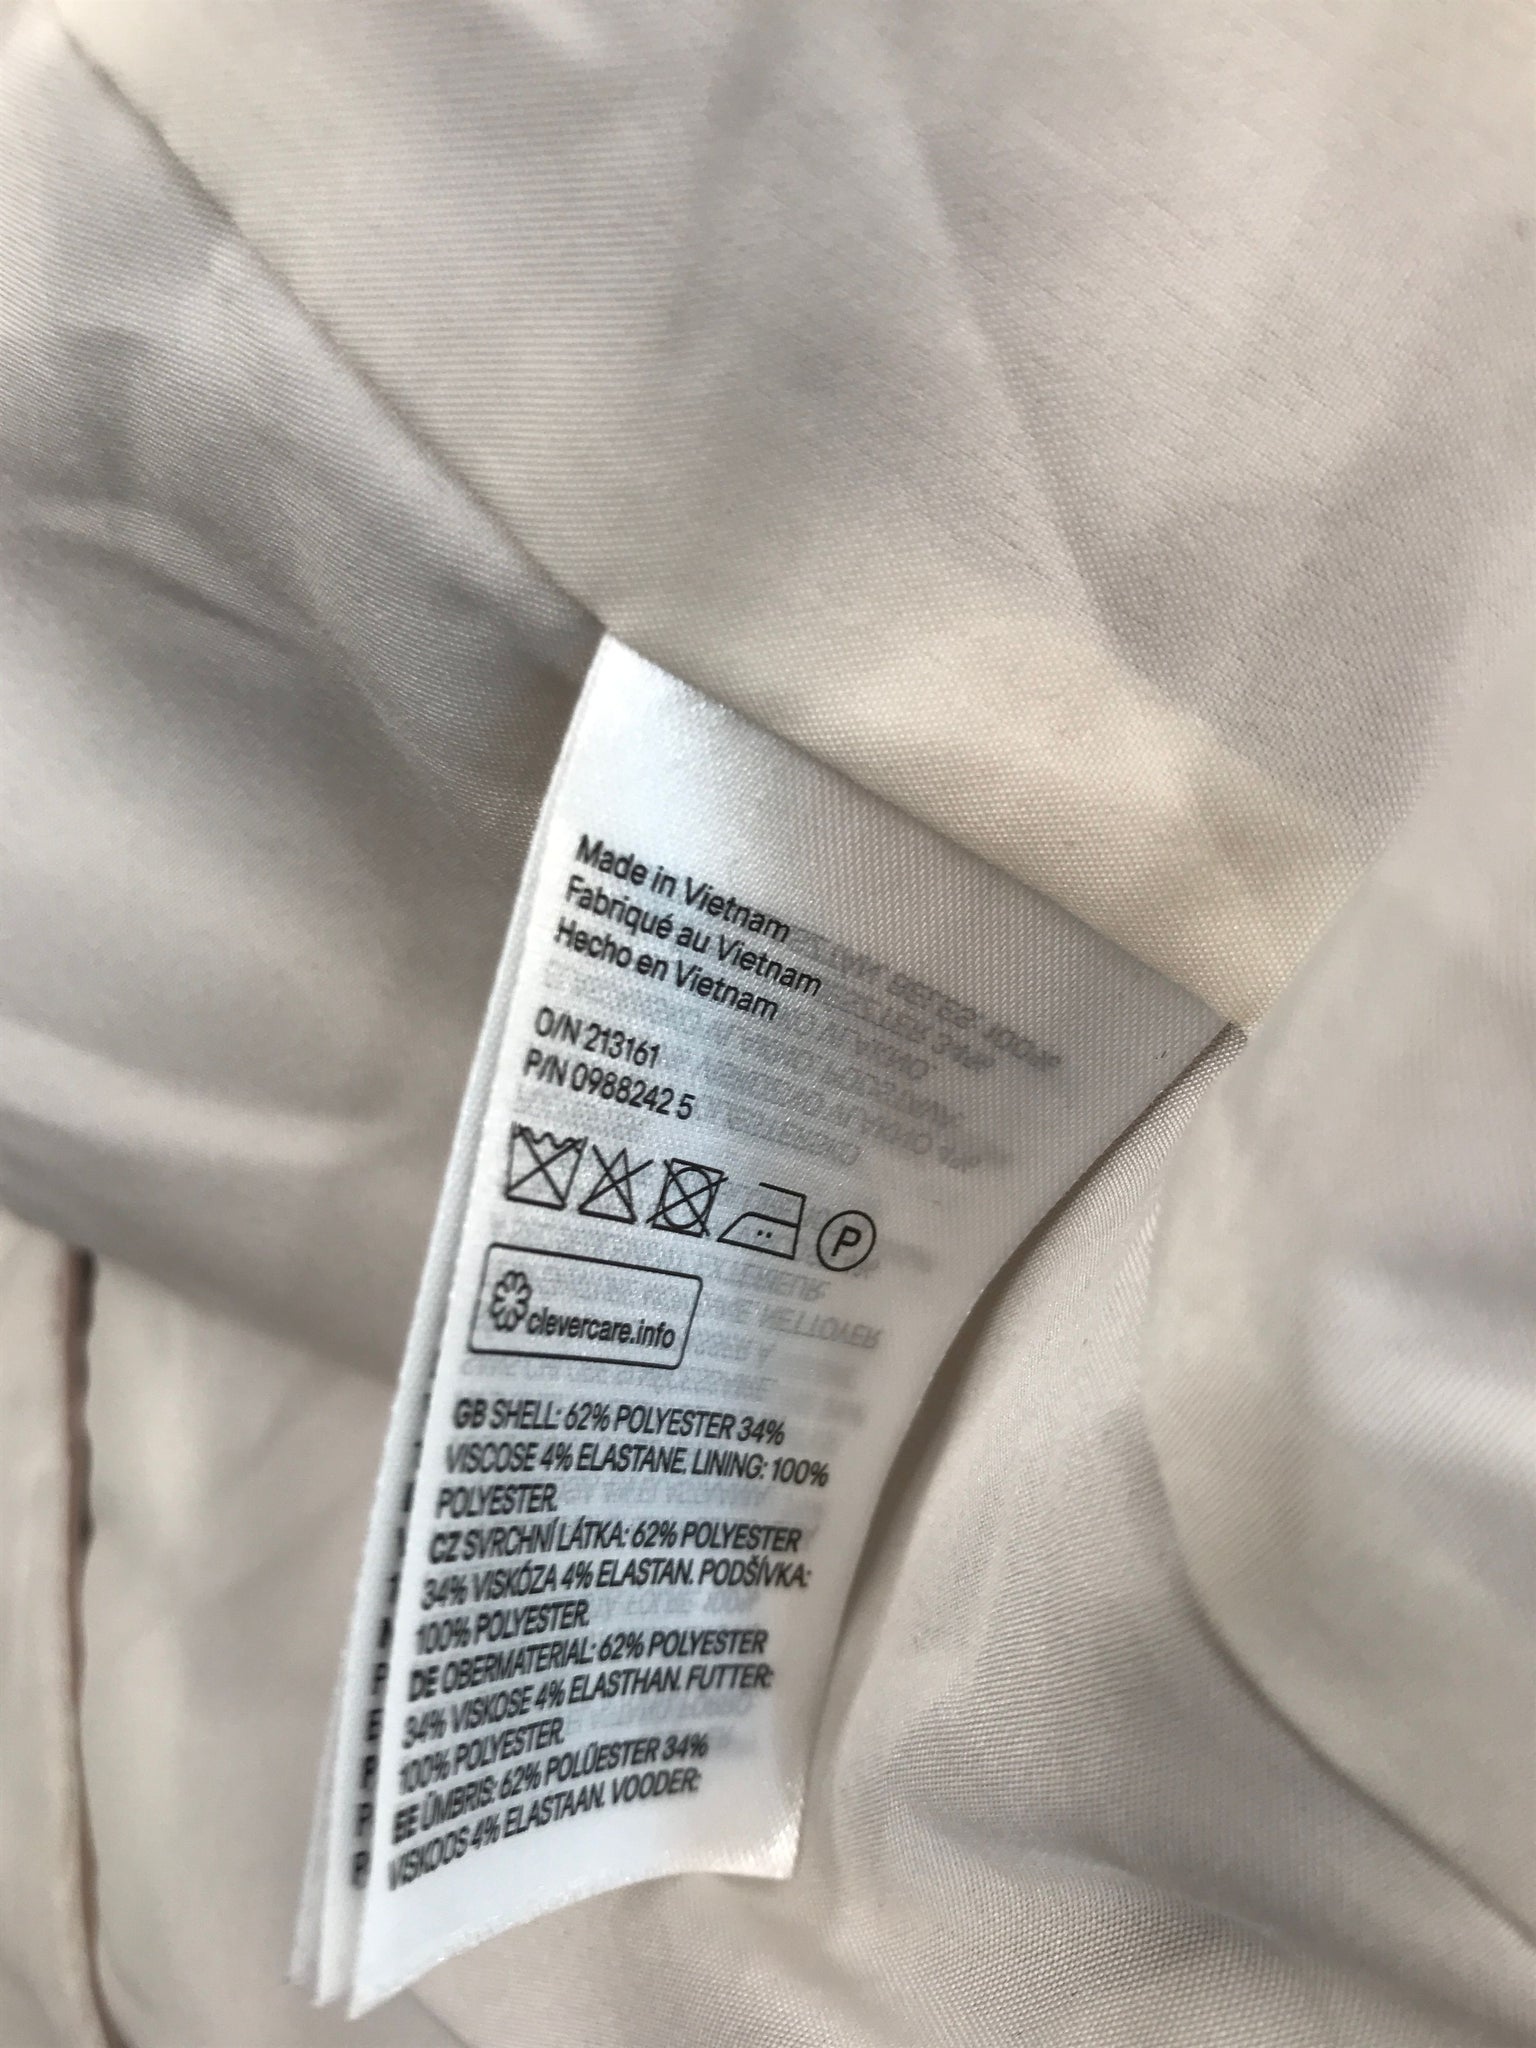 Made in Vietnam
Fabriqué au Vietnam
Hecho en Vietnam
O/N 213161
P/N 0988242 5
P
clevercare.info
GB SHELL: 62% POLYESTER 34%
VISCOSE 4% ELASTANE. LINING: 100%
POLYESTER.
CZ SVRCHNÍ LÁTKA: 62% POLYESTER
34% VISKÓZA 4% ELASTAN. PODŠÍVKA:
100% POLYESTER.
DE OBERMATERIAL: 62% POLYESTER
34% VISKOSE 4% ELASTHAN. FUTTER:
100% POLYESTER.
EE ÜMBRIS: 62% POLÜESTER 34%
VISKOOS 4% ELASTAAN. VOODER: